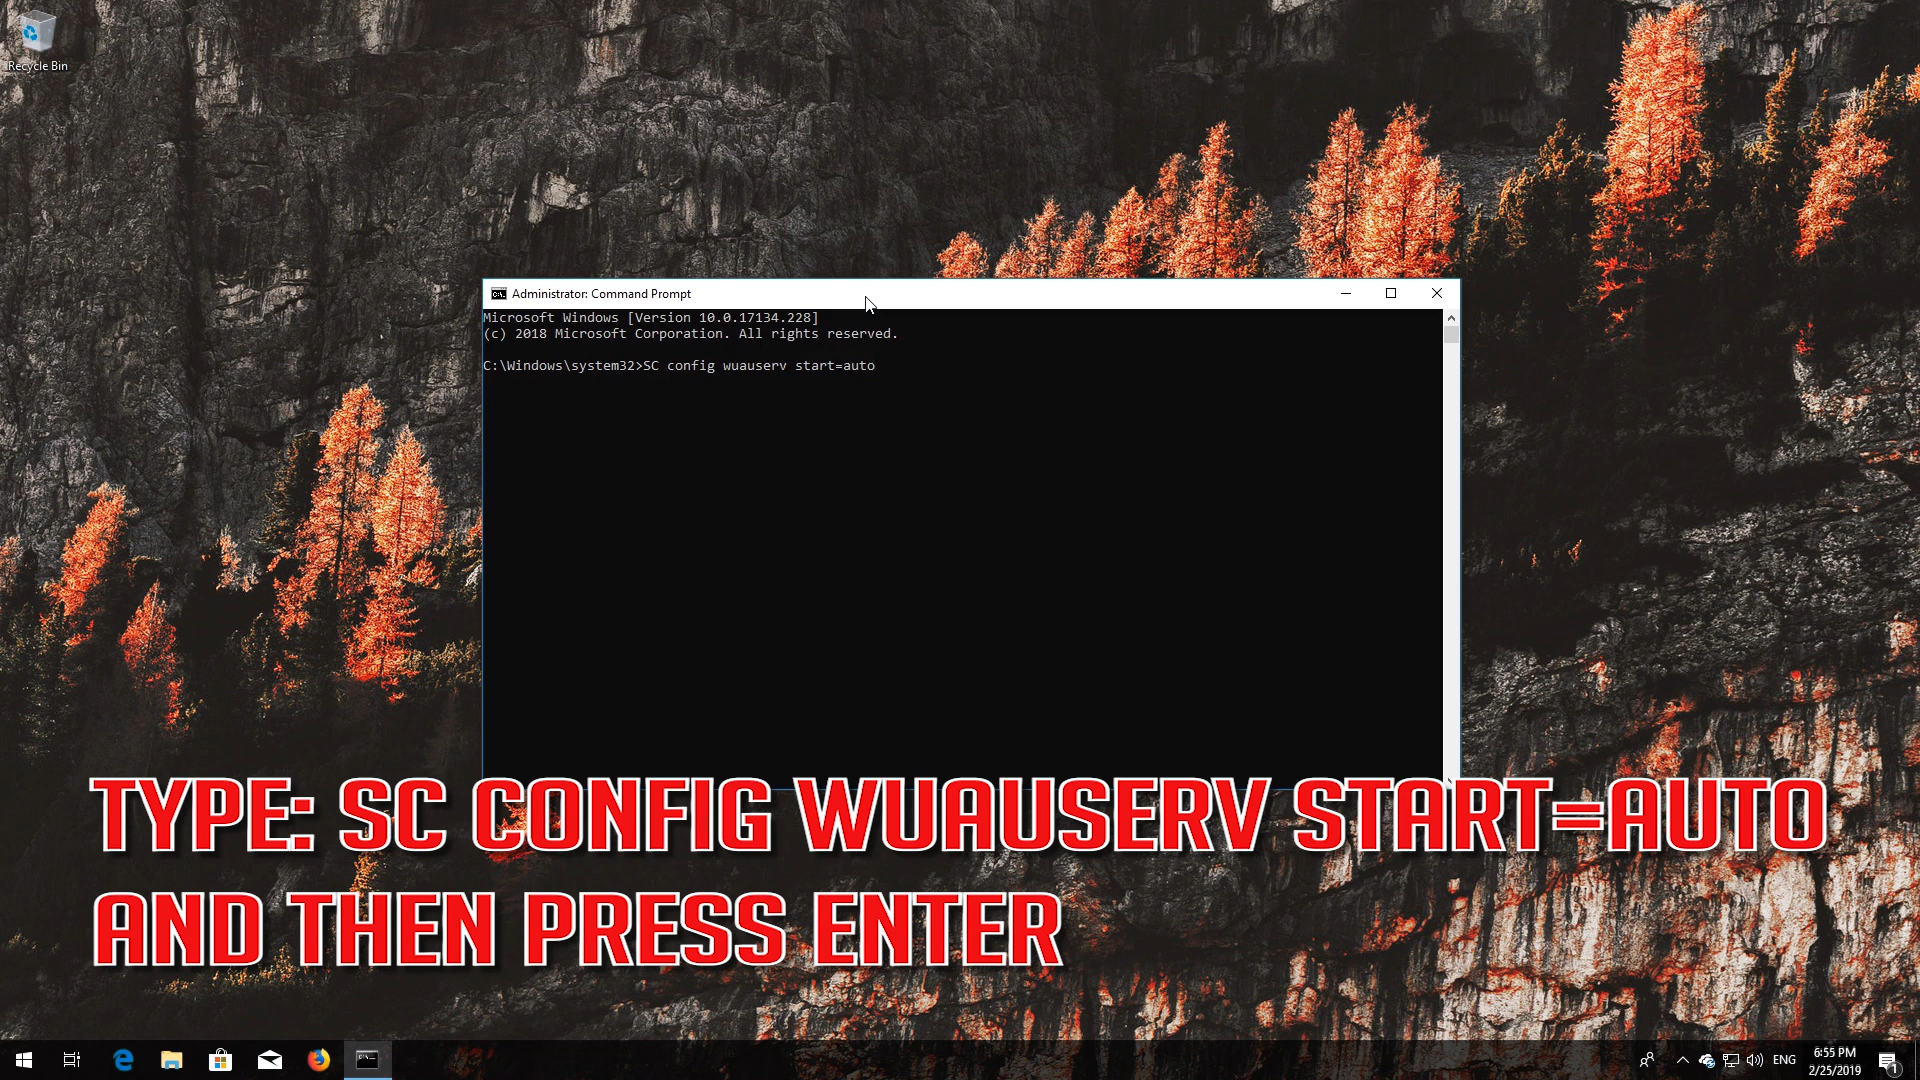 Recycle Bin
Administrator: Command Prompt
Microsoft Windows [Version 10.0.17134.228]
(c) 2018 Microsoft Corporation. All rights reserved.
C:\Windows\system32>SC config wuauserv start=auto
TYPE: SC CONFIG WUAUSERV START=AUTO
AND THEN PRESS ENTER
ENG
6:55 PM
2/25/2019
1